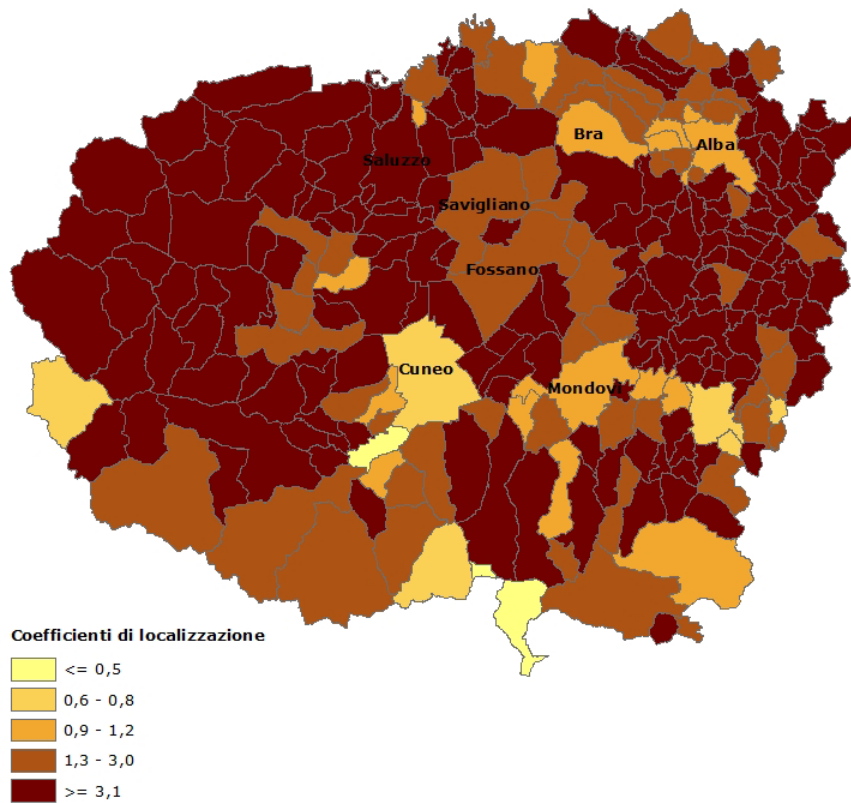 Bra
Alba
Saluzzo
Savigliano
Fossano
Cuneo
Mondovì
Coefficienti di localizzazione
<= 0,5
0,6 - 0,8
0,9 - 1,2
1,3 - 3,0
>= 3,1